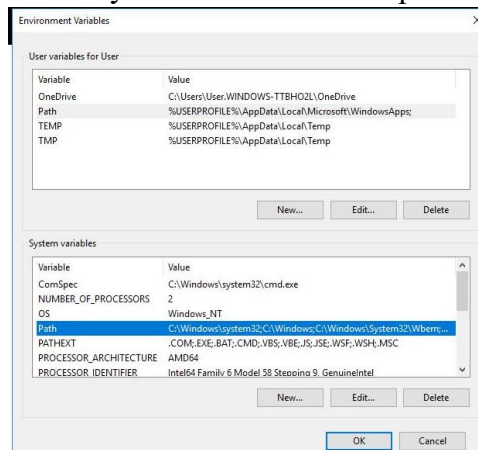 Environment Variables
User variables for User
Variable Value
OneDrive C:\Users\User.WINDOWS-TTBHO2L\OneDrive
Path %USERPROFILE%\AppData\Local\Microsoft\WindowsApps;
TEMP %USERPROFILE%\AppData\Local\Temp
TMP %USERPROFILE%\AppData\Local\Temp
New... Edit... Delete
System variables
Variable Value
ComSpec C:\Windows\system32\cmd.exe
NUMBER_OF_PROCESSORS 2
OS Windows_NT
Path C:\Windows\system32;C:\Windows;C:\Windows\System32\Wbem;...
PATHEXT .COM;.EXE;.BAT;.CMD;.VBS;.VBE;.JS;.JSE;.WSF;.WSH;.MSC
PROCESSOR_ARCHITECTURE AMD64
PROCESSOR_IDENTIFIER Intel64 Family 6 Model 58 Stepping 9, GenuineIntel
New... Edit... Delete
OK Cancel